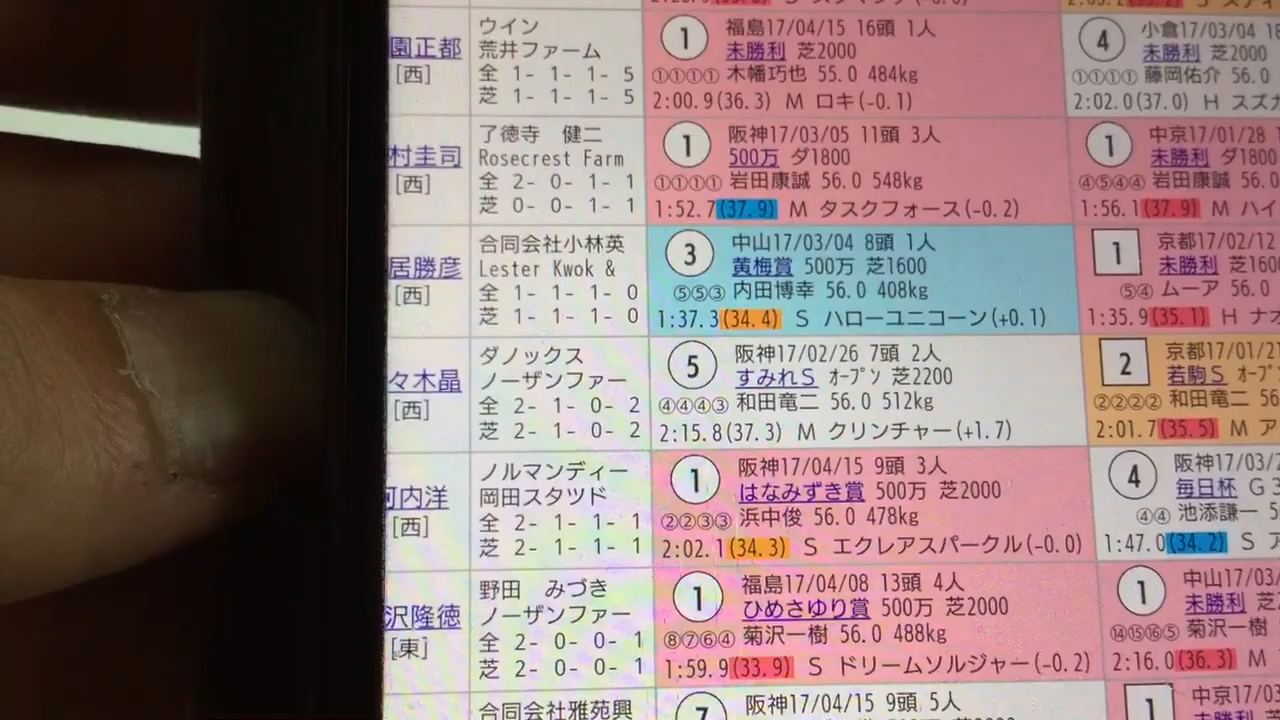 園正都
[西]
ウイン
荒井ファーム
全 1- 1- 1- 5
芝 1- 1- 1- 5
1 福島17/04/15 16頭 1人
未勝利 芝2000
①①①① 木幡巧也 55.0 484kg
2:00.9(36.3) M ロキ(-0.1)
4 小倉17/03/04
未勝利 芝2000
①①①① 藤岡佑介 56.0
2:02.0(37.0) H スズ
村圭司
[西]
了徳寺 健二
Rosecrest Farm
全 2- 0- 1- 1
芝 0- 0- 1- 1
1 阪神17/03/05 11頭 3人
500万 ダ1800
①①①① 岩田康誠 56.0 548kg
1:52.7(37.9) M タスクフォース(-0.2)
1 中京17/01/28
未勝利 ダ1800
④⑤④④ 岩田康誠 56.0
1:56.1(37.9) M ハイ
居勝彦
[西]
合同会社小林英
Lester Kwok &
全 1- 1- 1- 0
芝 1- 1- 1- 0
3 中山17/03/04 8頭 1人
黄梅賞 500万 芝1600
⑤⑤③ 内田博幸 56.0 408kg
1:37.3(34.4) S ハローユニコーン(+0.1)
1 京都17/02/12
未勝利 芝1600
⑤④ ムーア 56.0
1:35.9(35.1) H ナオ
々木晶
[西]
ダノックス
ノーザンファー
全 2- 1- 0- 2
芝 2- 1- 0- 2
5 阪神17/02/26 7頭 2人
すみれS オープン 芝2200
④④④③ 和田竜二 56.0 512kg
2:15.8(37.3) M クリンチャー(+1.7)
2 京都17/01/21
若駒S オープ
②②②② 和田竜二 56
2:01.7(35.5) M ア
河内洋
[西]
ノルマンディー
岡田スタツド
全 2- 1- 1- 1
芝 2- 1- 1- 1
1 阪神17/04/15 9頭 3人
はなみずき賞 500万 芝2000
②②③③ 浜中俊 56.0 478kg
2:02.1(34.3) S エクレアスパークル(-0.0)
4 阪神17/03/2
毎日杯 G3
④④ 池添謙一 5
1:47.0(34.2) S ア
沢隆徳
[東]
野田 みづき
ノーザンファー
全 2- 0- 0- 1
芝 2- 0- 0- 1
1 福島17/04/08 13頭 4人
ひめさゆり賞 500万 芝2000
⑧⑦⑥④ 菊沢一樹 56.0 488kg
1:59.9(33.9) S ドリームソルジャー(-0.2)
1 中山17/03/
未勝利 芝
⑭⑮⑯⑤ 菊沢一樹
2:16.0(36.3) M
合同会社雅苑興
7 阪神17/04/15 9頭 5人
1 中京17/03